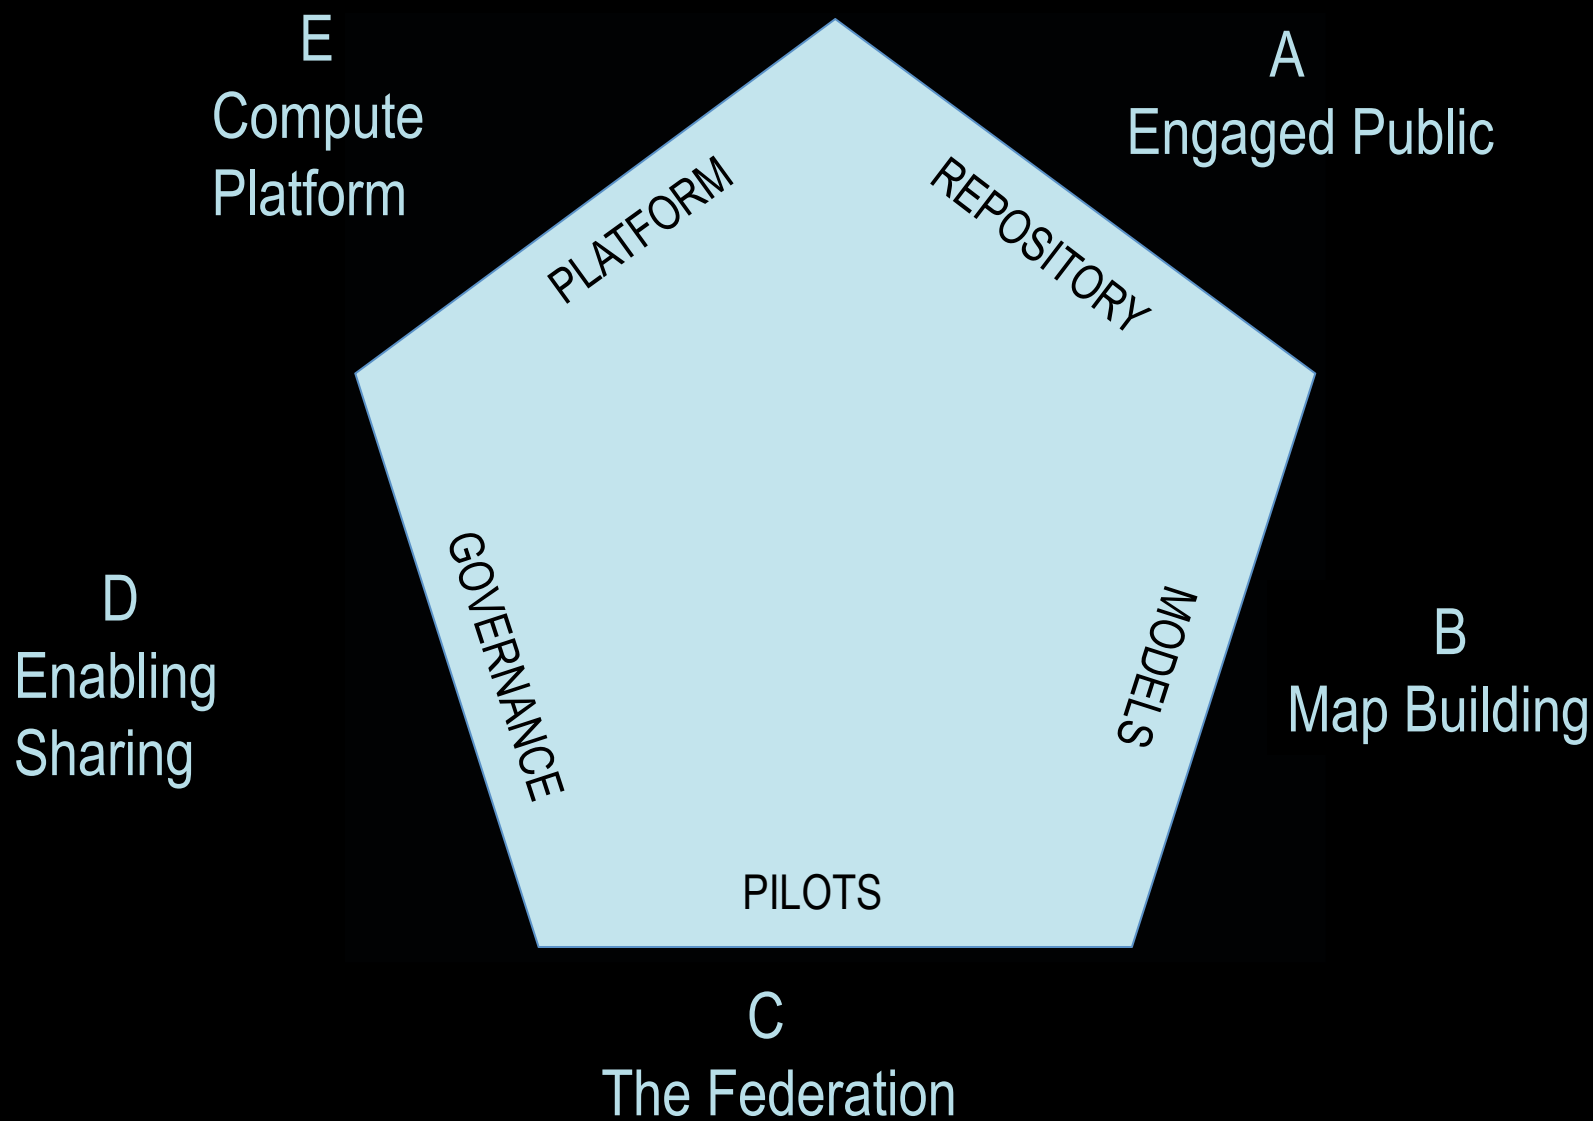 E
Compute
Platform
A
Engaged Public
PLATFORM
REPOSITORY
GOVERNANCE
MODELS
D
Enabling
Sharing
B
Map Building
PILOTS
C
The Federation